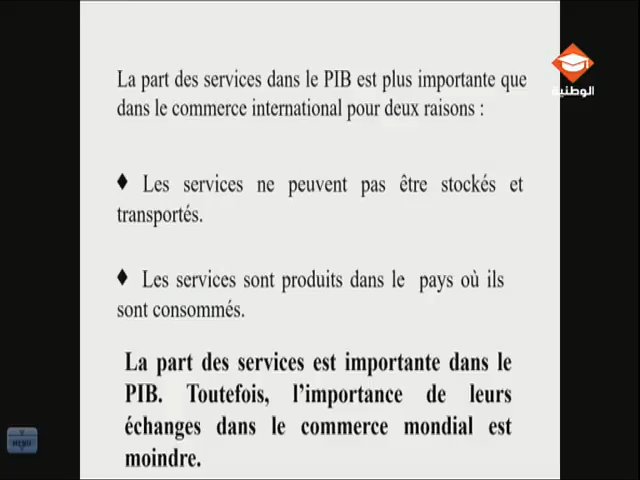 La part des services dans le PIB est plus importante que
dans le commerce international pour deux raisons :
الوطنية
♦ Les services ne peuvent pas être stockés et
transportés.
♦ Les services sont produits dans le pays où ils
sont consommés.
La part des services est importante dans le
PIB. Toutefois, l'importance de leurs
échanges dans le commerce mondial est
moindre.
MENU